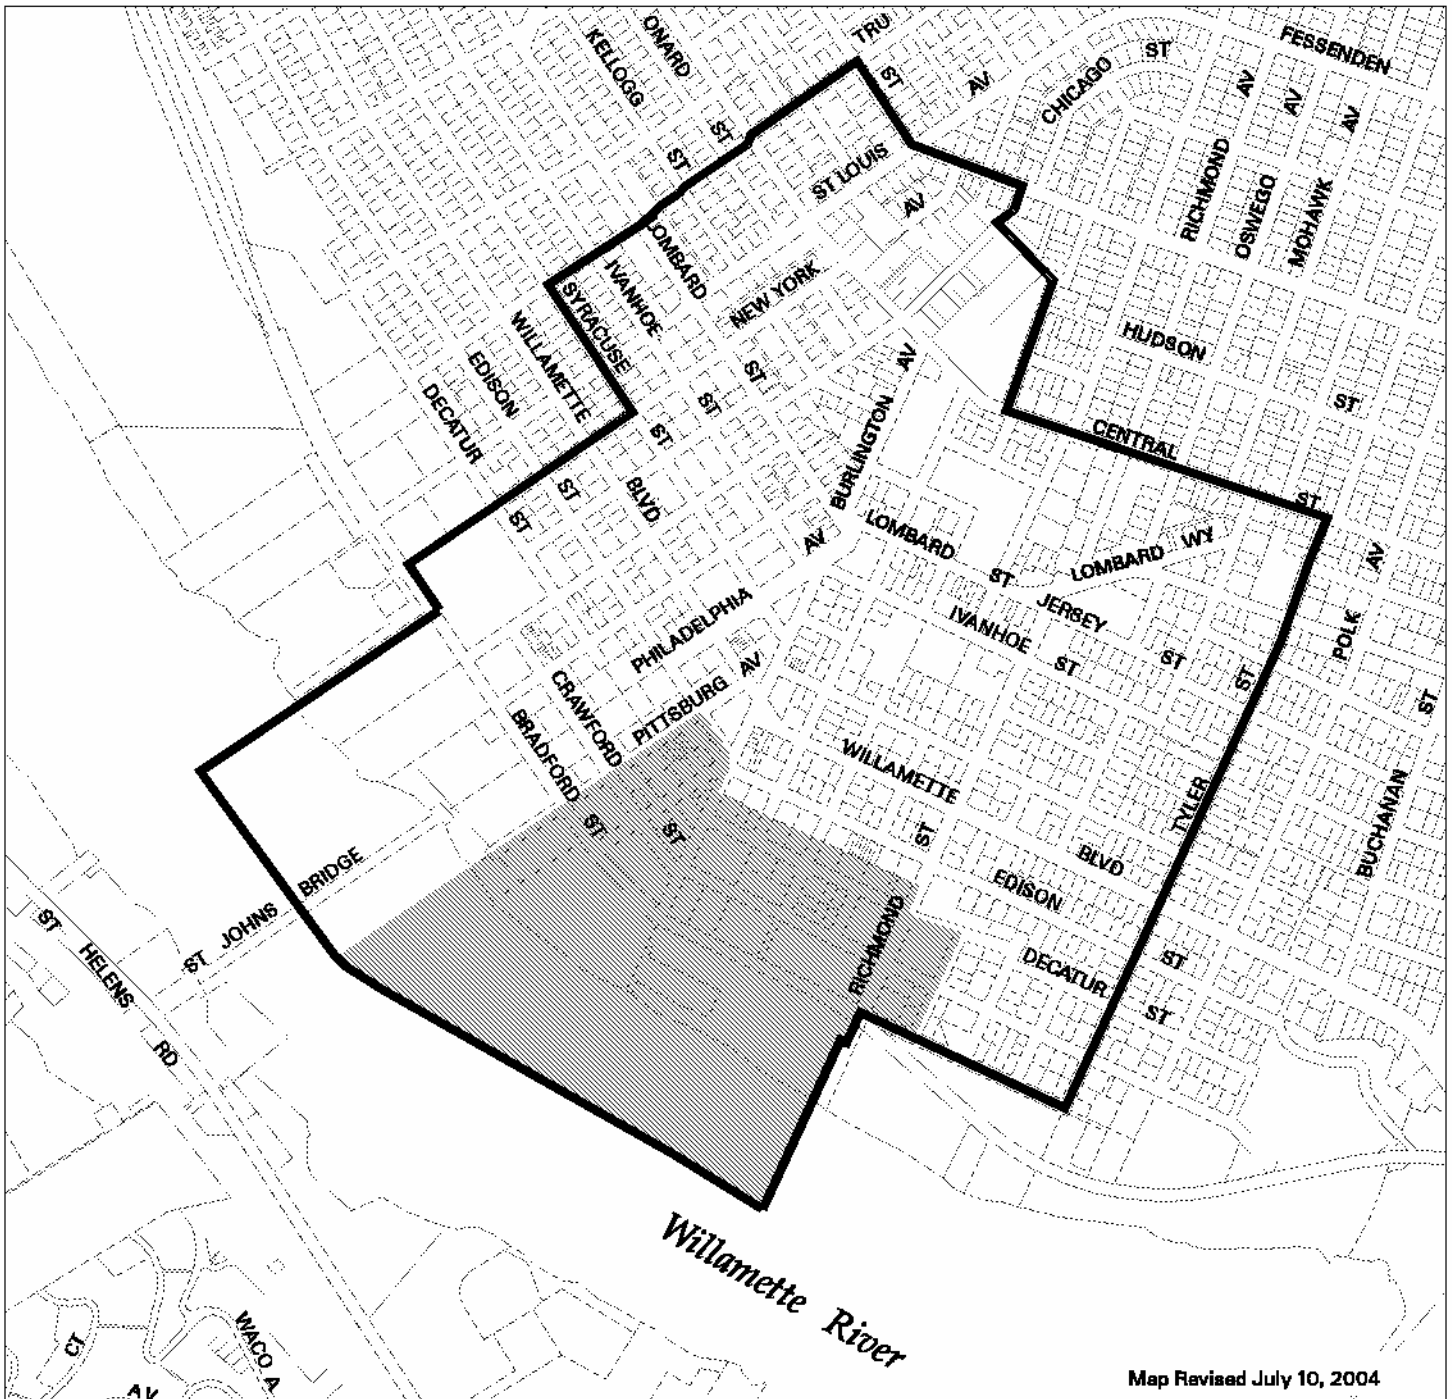 ONARD
KELLOGG
TRU
ST
AV
ST
CHICAGO
FESSENDEN
AV
AV
AV
ST
ST
ST LOUIS
AV
RICHMOND
OSWEGO
MOHAWK
LOMBARD
IVANHOE
SYRACUSE
NEW YORK
WILLAMETTE
EDISON
DECATUR
HUDSON
ST
AV
ST
ST
ST
CENTRAL
ST
BURLINGTON
ST
BLVD
ST
LOMBARD
AV
ST
LOMBARD WY
AV
JERSEY
IVANHOE
ST
ST
POLK
ST
ST
PHILADELPHIA
AV
CRAWFORD
PITTSBURG
BRADFORD
WILLAMETTE
ST
BLVD
TYLER
BUCHANAN
ST
ST
EDISON
ST JOHNS BRIDGE
RICHMOND
DECATUR
ST
ST
ST HELENS RD
Willamette River
WACO A
CT
AV
Map Revised July 10, 2004